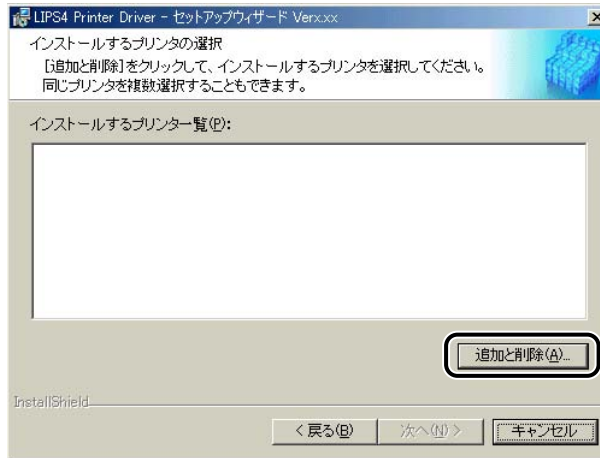 LIPS4 Printer Driver - セットアップウィザード Verx.xx
インストールするプリンタの選択
[追加と削除]をクリックして、インストールするプリンタを選択してください。
同じプリンタを複数選択することもできます。
インストールするプリンター覧(P):
追加と削除(A)...
InstallShield
< 戻る(B)
次へ(N) >
キャンセル